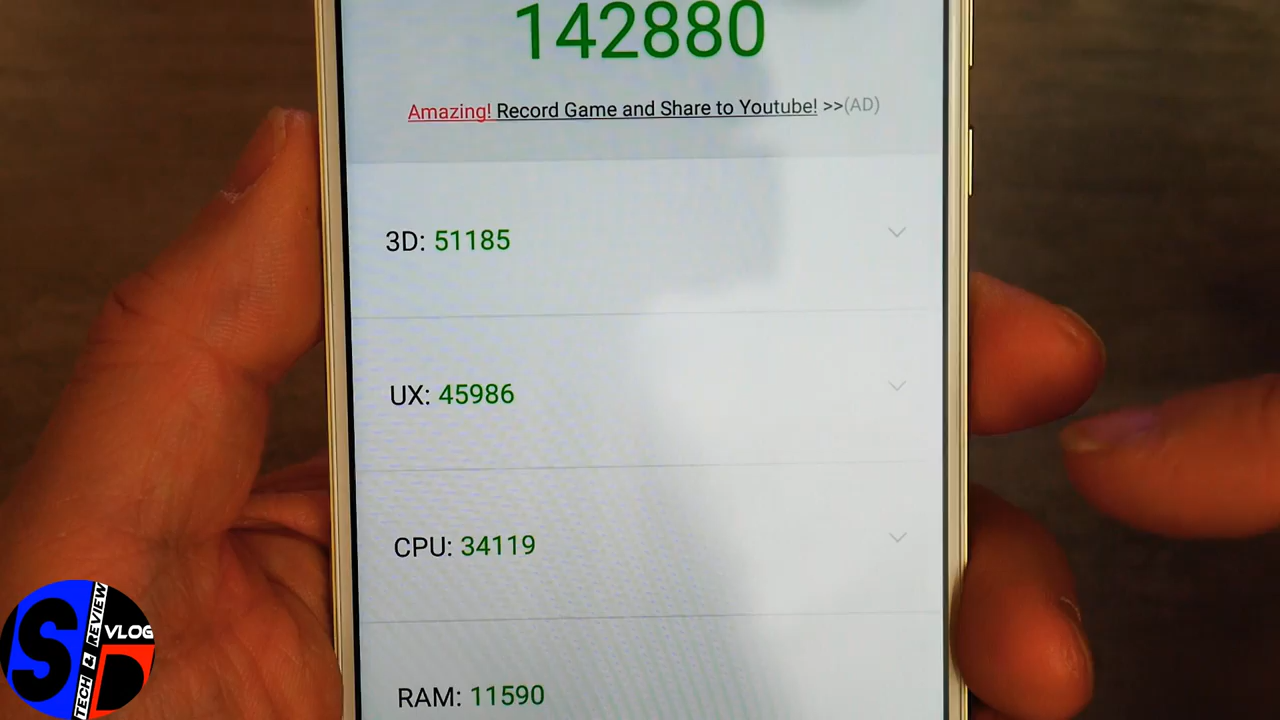 142880
Amazing! Record Game and Share to Youtube! >>(AD)
3D: 51185
UX: 45986
CPU: 34119
RAM: 11590
SD
TECH & REVIEW
VLOG